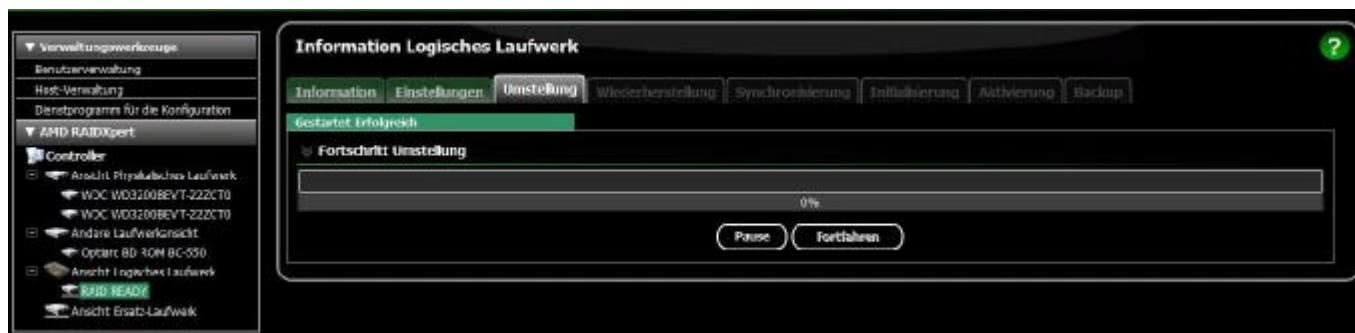 ▼ Verwaltungswerkzeuge
Benutzerverwaltung
Host-Verwaltung
Dienstprogramm für die Konfiguration
▼ AMD RAIDXpert
Controller
Ansicht Physikalisches Laufwerk
WDC WD3200BEVT-22ZCT0
WDC WD3200BEVT-22ZCT0
Andere Laufwerkansicht
Optiarc BD ROM BC-550
Ansicht Logisches Laufwerk
RAID READY
Ansicht Ersatz-Laufwerk
Information Logisches Laufwerk
?
Information Einstellungen Umstellung Wiederherstellung Synchronisierung Initialisierung Aktivierung Backup
Gestartet Erfolgreich
Fortschritt Umstellung
0%
Pause Fortfahren